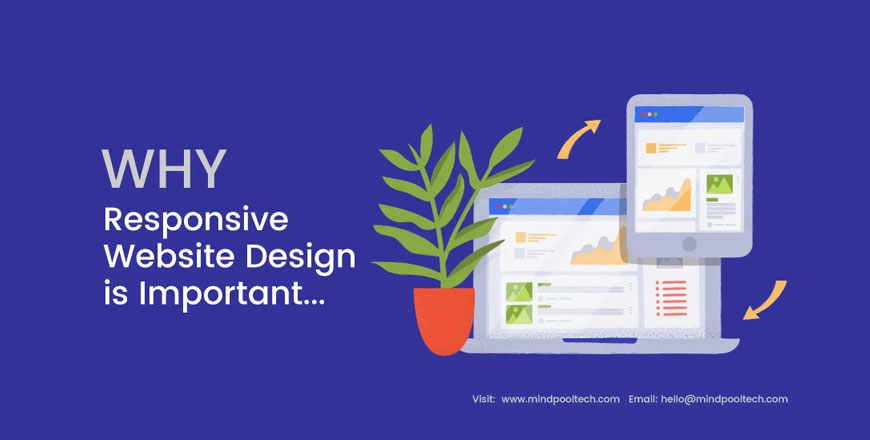 WHY
Responsive
Website Design
is Important...
Visit: www.mindpooltech.com Email: hello@mindpooltech.com